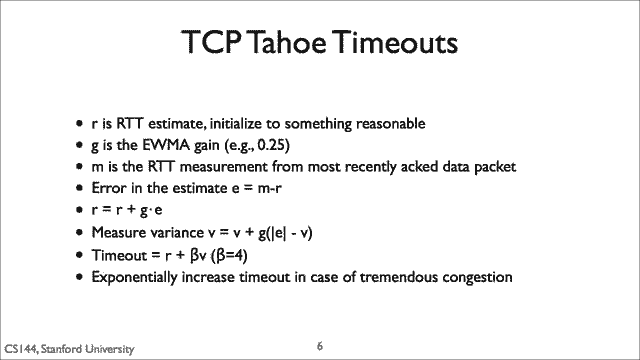 TCP Tahoe Timeouts
• r is RTT estimate, initialize to something reasonable
• g is the EWMA gain (e.g., 0.25)
• m is the RTT measurement from most recently acked data packet
• Error in the estimate e = m-r
• r = r + g·e
• Measure variance v = v + g(|e| - v)
• Timeout = r + βv (β=4)
• Exponentially increase timeout in case of tremendous congestion
CS144, Stanford University
6